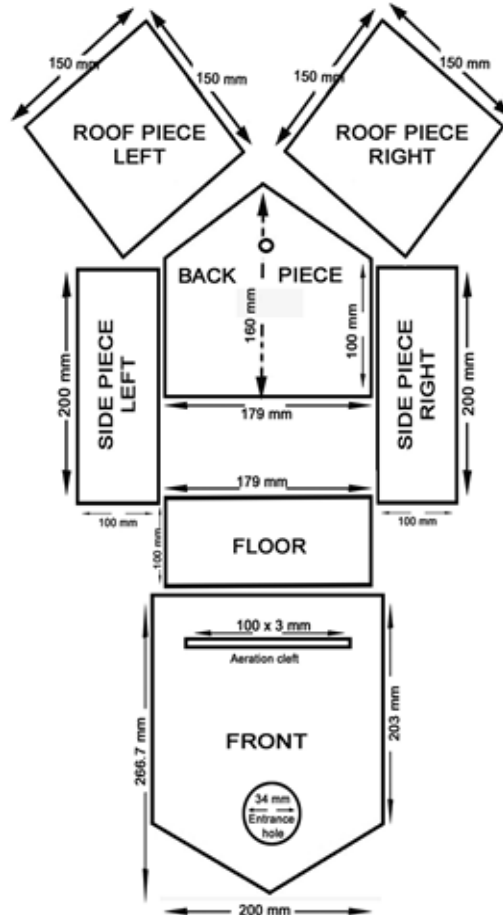 150 mm
150 mm
150 mm
150 mm
ROOF PIECE
LEFT
ROOF PIECE
RIGHT
BACK PIECE
160 mm
100 mm
179 mm
200 mm
SIDE PIECE
LEFT
100 mm
SIDE PIECE
RIGHT
200 mm
100 mm
179 mm
100 mm
FLOOR
100 x 3 mm
Aeration cleft
266.7 mm
203 mm
FRONT
34 mm
Entrance
hole
200 mm